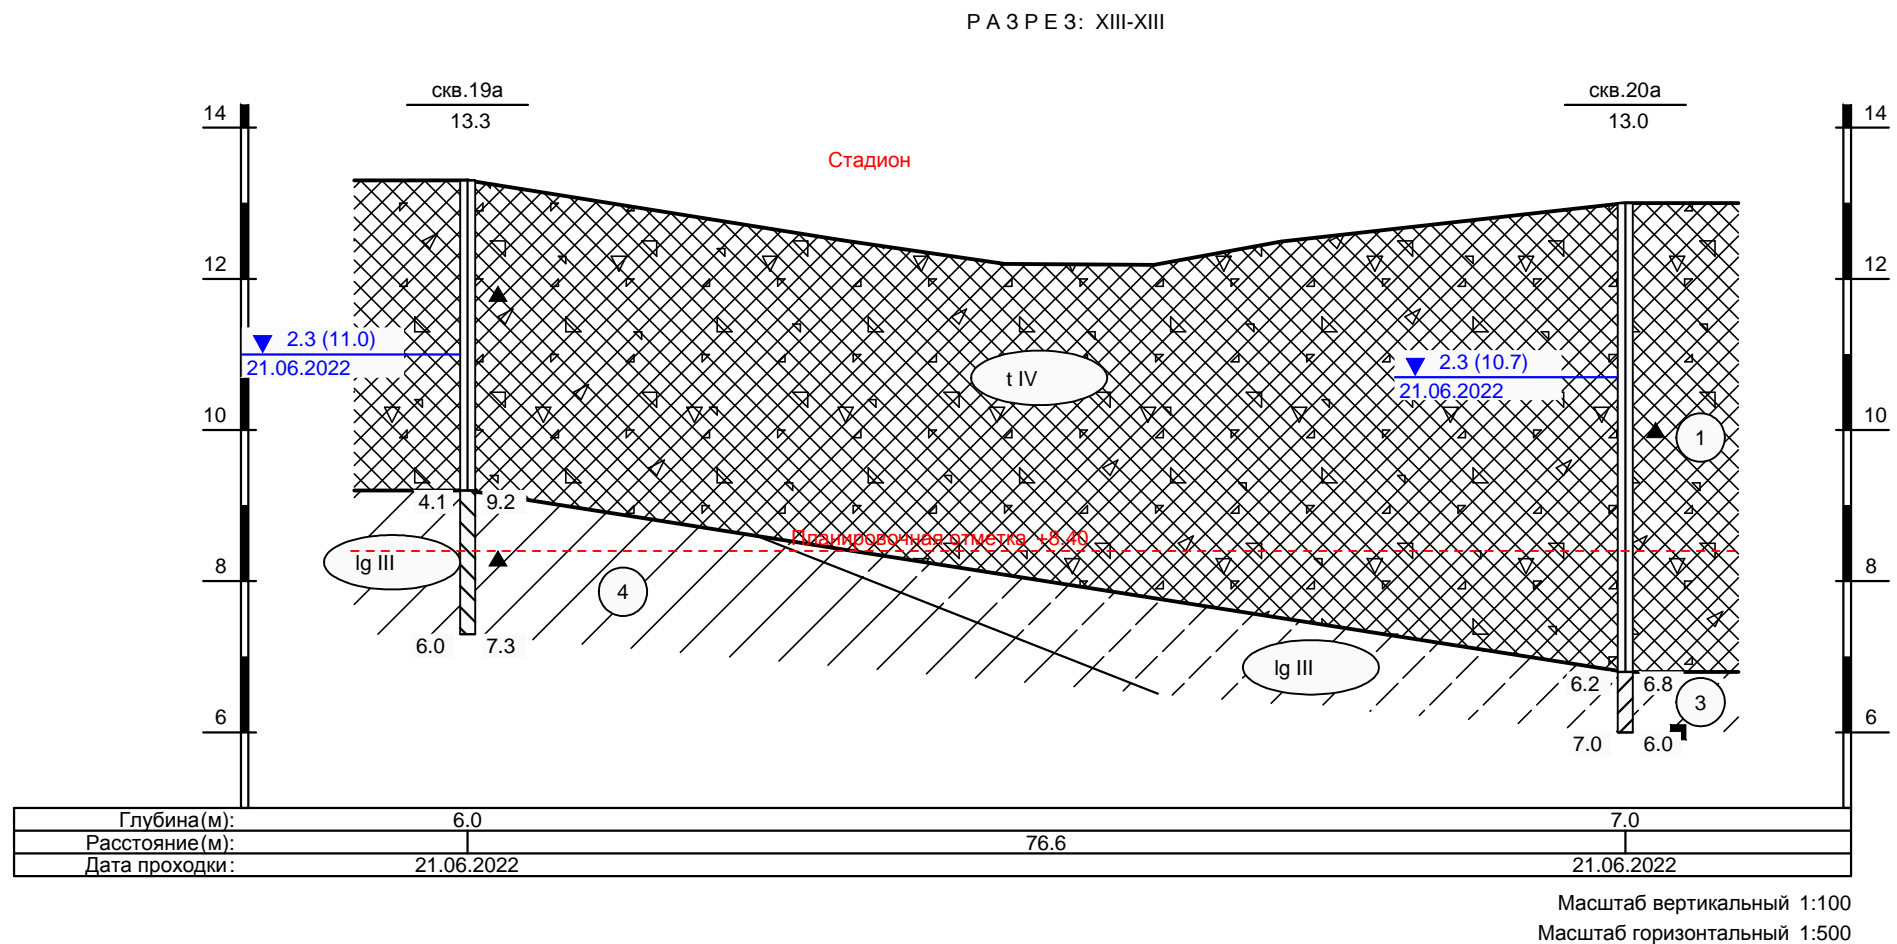 Р А З Р Е З: XIII-XIII
скв.19а
13.3
скв.20а
13.0
14
14
Стадион
12
12
2.3 (11.0)
21.06.2022
2.3 (10.7)
21.06.2022
t IV
10
10
1
4.1
9.2
Планировочная отметка +8.40
lg III
8
8
4
6.0
7.3
lg III
6.2
6.8
3
6
6
7.0
6.0
Глубина(м): 6.0 7.0
Расстояние(м): 76.6
Дата проходки: 21.06.2022 21.06.2022
Масштаб вертикальный 1:100
Масштаб горизонтальный 1:500